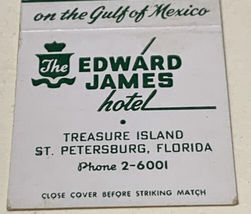 on the Gulf of Mexico
The EDWARD
JAMES
hotel
TREASURE ISLAND
ST. PETERSBURG, FLORIDA
Phone 2-6001
CLOSE COVER BEFORE STRIKING MATCH